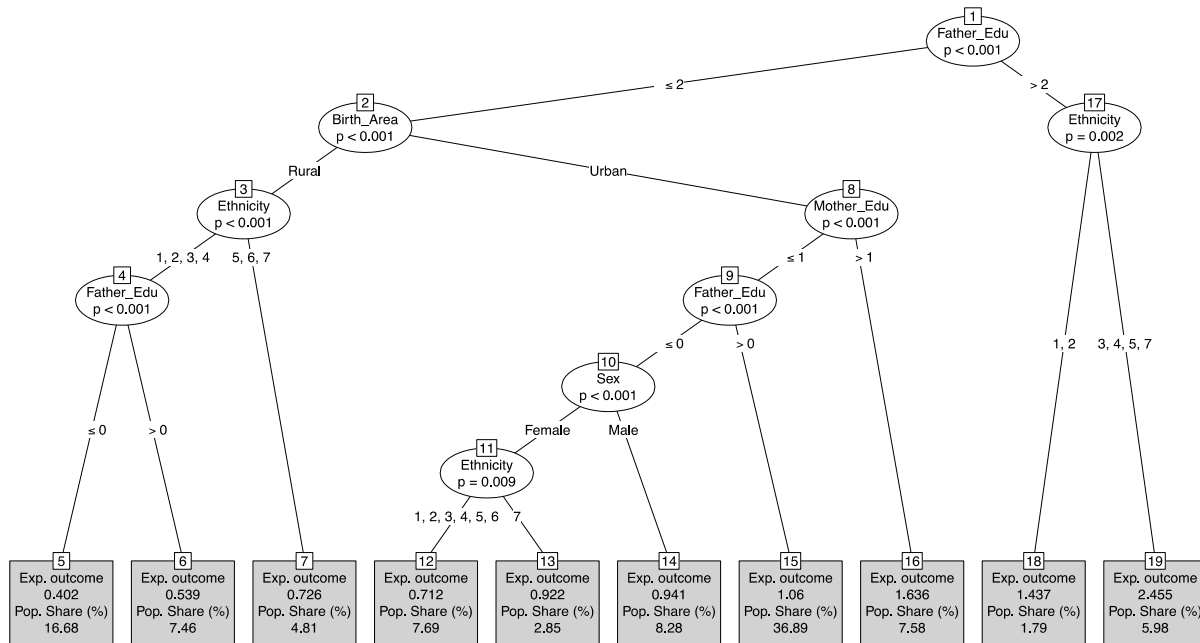 1
Father_Edu
p < 0.001
≤ 2
> 2
2
Birth_Area
p < 0.001
17
Ethnicity
p = 0.002
Rural
Urban
3
Ethnicity
p < 0.001
8
Mother_Edu
p < 0.001
1, 2, 3, 4
5, 6, 7
≤ 1
> 1
4
Father_Edu
p < 0.001
9
Father_Edu
p < 0.001
≤ 0
> 0
1, 2
3, 4, 5, 7
10
Sex
p < 0.001
≤ 0
> 0
Female
Male
11
Ethnicity
p = 0.009
1, 2, 3, 4, 5, 6
7
5
Exp. outcome
0.402
Pop. Share (%)
16.68
6
Exp. outcome
0.539
Pop. Share (%)
7.46
7
Exp. outcome
0.726
Pop. Share (%)
4.81
12
Exp. outcome
0.712
Pop. Share (%)
7.69
13
Exp. outcome
0.922
Pop. Share (%)
2.85
14
Exp. outcome
0.941
Pop. Share (%)
8.28
15
Exp. outcome
1.06
Pop. Share (%)
36.89
16
Exp. outcome
1.636
Pop. Share (%)
7.58
18
Exp. outcome
1.437
Pop. Share (%)
1.79
19
Exp. outcome
2.455
Pop. Share (%)
5.98